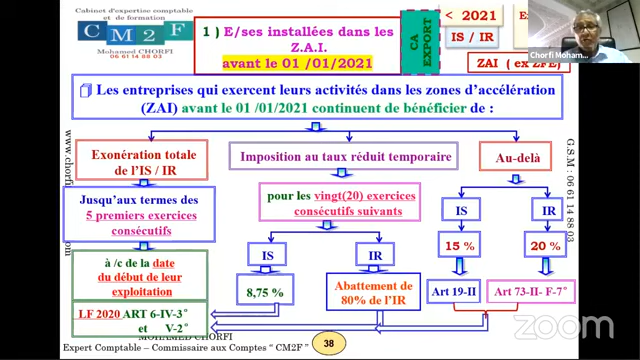 Cabinet d'expertise comptable
et de formation
C M 2 F
Mohamed CHORFI
06 61 14 88 03
1 ) E/ses installées dans les
Z.A.I.
avant le 01 /01/2021
CA
EXPORT
< 2021
IS / IR
ZAI ( ex ZFE)
Chorfi Moham...
Les entreprises qui exercent leurs activités dans les zones d'accélération
(ZAI) avant le 01 /01/2021 continuent de bénéficier de :
Exonération totale
de l'IS / IR
Jusqu'aux termes des
5 premiers exercices
consécutifs
à /c de la date
du début de leur
exploitation
LF 2020 ART 6-IV-3°
et V-2°
Imposition au taux réduit temporaire
pour les vingt(20) exercices
consécutifs suivants
IS
8,75 %
IR
Abattement de
80% de l'IR
Au-delà
IS
15 %
Art 19-II
IR
20 %
Art 73-II- F-7°
G.S.M : 06 61 14 88 03
MOHAMED CHORFI
Expert Comptable – Commissaire aux Comptes " CM2F "
38
zoom